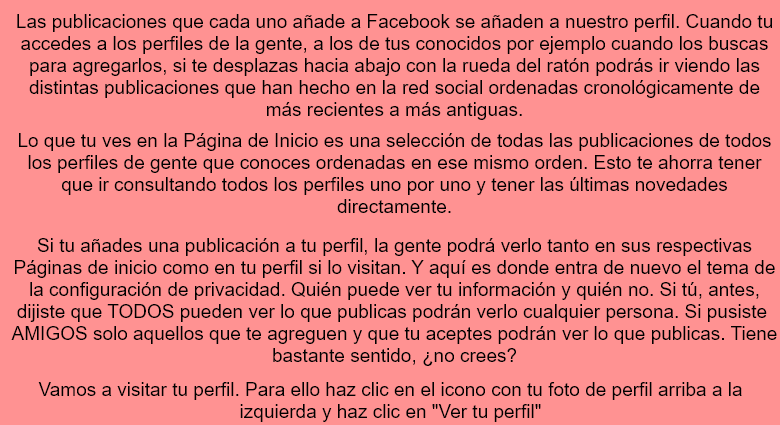 Las publicaciones que cada uno añade a Facebook se añaden a nuestro perfil. Cuando tu
accedes a los perfiles de la gente, a los de tus conocidos por ejemplo cuando los buscas
para agregarlos, si te desplazas hacia abajo con la rueda del ratón podrás ir viendo las
distintas publicaciones que han hecho en la red social ordenadas cronológicamente de
más recientes a más antiguas.
Lo que tu ves en la Página de Inicio es una selección de todas las publicaciones de todos
los perfiles de gente que conoces ordenadas en ese mismo orden. Esto te ahorra tener
que ir consultando todos los perfiles uno por uno y tener las últimas novedades
directamente.
Si tu añades una publicación a tu perfil, la gente podrá verlo tanto en sus respectivas
Páginas de inicio como en tu perfil si lo visitan. Y aquí es donde entra de nuevo el tema de
la configuración de privacidad. Quién puede ver tu información y quién no. Si tú, antes,
dijiste que TODOS pueden ver lo que publicas podrán verlo cualquier persona. Si pusiste
AMIGOS solo aquellos que te agreguen y que tu aceptes podrán ver lo que publicas. Tiene
bastante sentido, ¿no crees?
Vamos a visitar tu perfil. Para ello haz clic en el icono con tu foto de perfil arriba a la
izquierda y haz clic en "Ver tu perfil"